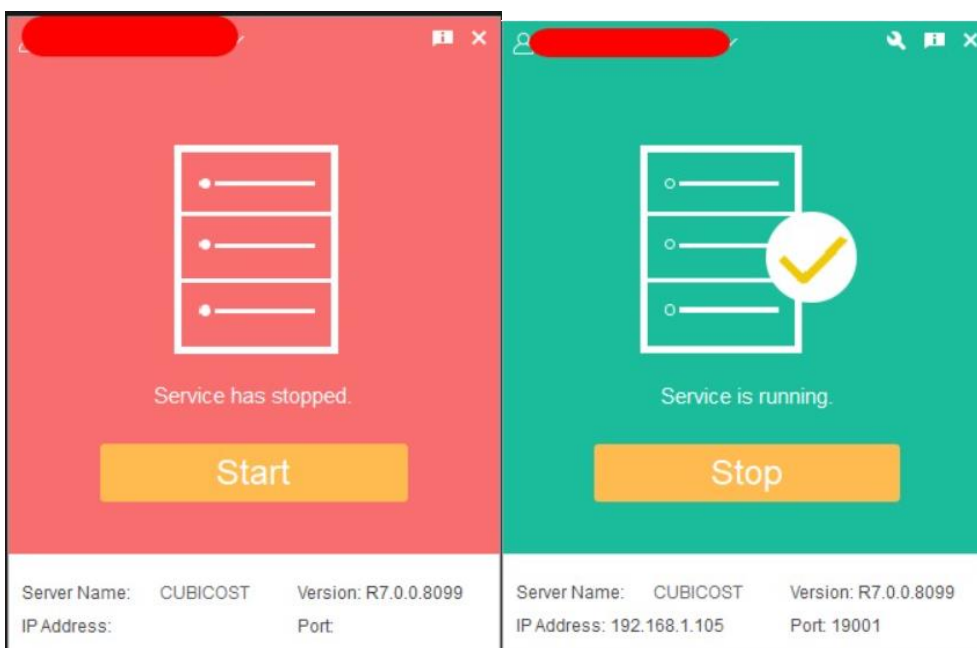 Service has stopped.
Start
Server Name: CUBICOST Version: R7.0.0.8099
IP Address: Port:
Service is running.
Stop
Server Name: CUBICOST Version: R7.0.0.8099
IP Address: 192.168.1.105 Port: 19001